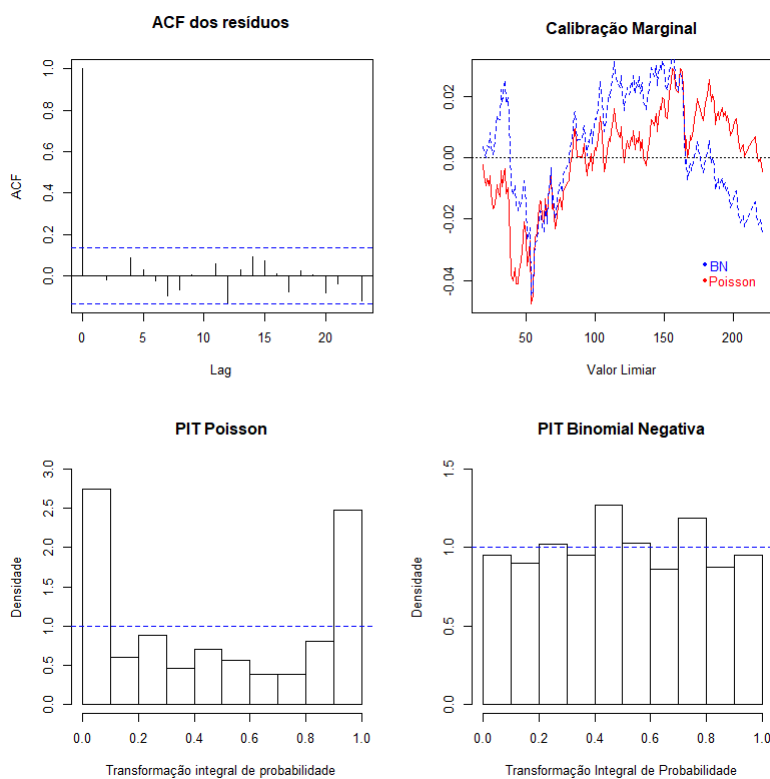 ACF dos resíduos
ACF
1.0
0.8
0.6
0.4
0.2
0.0
0 5 10 15 20
Lag
Calibração Marginal
0.02
0.00
-0.02
-0.04
BN
Poisson
50 100 150 200
Valor Limiar
PIT Poisson
Densidade
3.0
2.5
2.0
1.5
1.0
0.5
0.0
0.0 0.2 0.4 0.6 0.8 1.0
Transformação integral de probabilidade
PIT Binomial Negativa
Densidade
1.5
1.0
0.5
0.0
0.0 0.2 0.4 0.6 0.8 1.0
Transformação Integral de Probabilidade